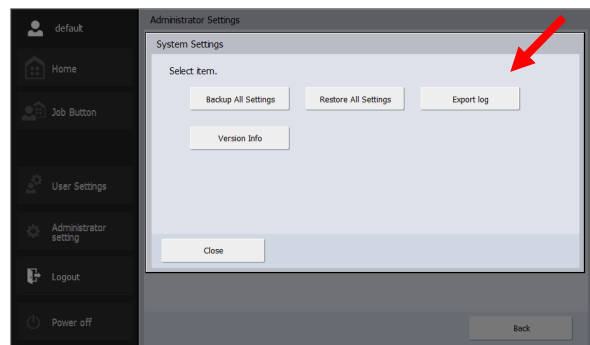 default
Home
Job Button
User Settings
Administrator
setting
Logout
Power off
Administrator Settings
System Settings
Select item.
Backup All Settings
Restore All Settings
Export log
Version Info
Close
Back